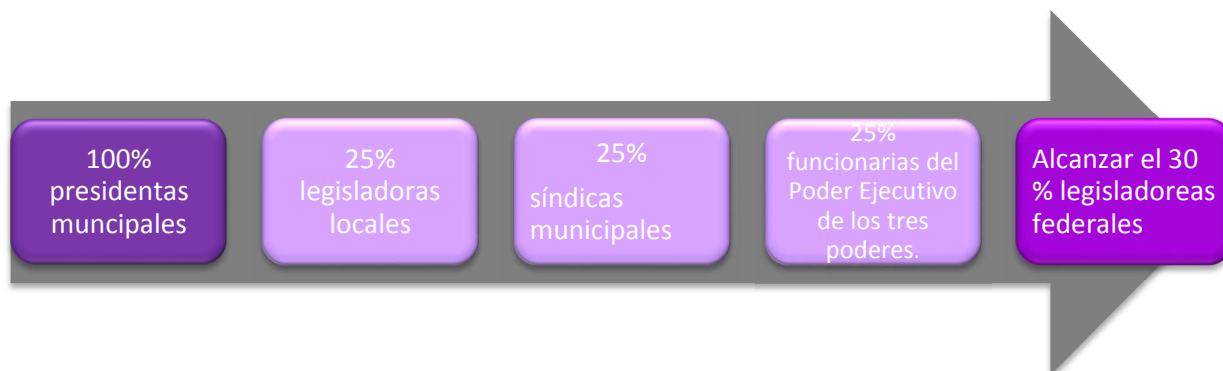 100%
presidentas
muncipales
25%
legisladoras
locales
25%
síndicas
municipales
25%
funcionarias del
Poder Ejecutivo
de los tres
poderes.
Alcanzar el 30
% legisladoreas
federales